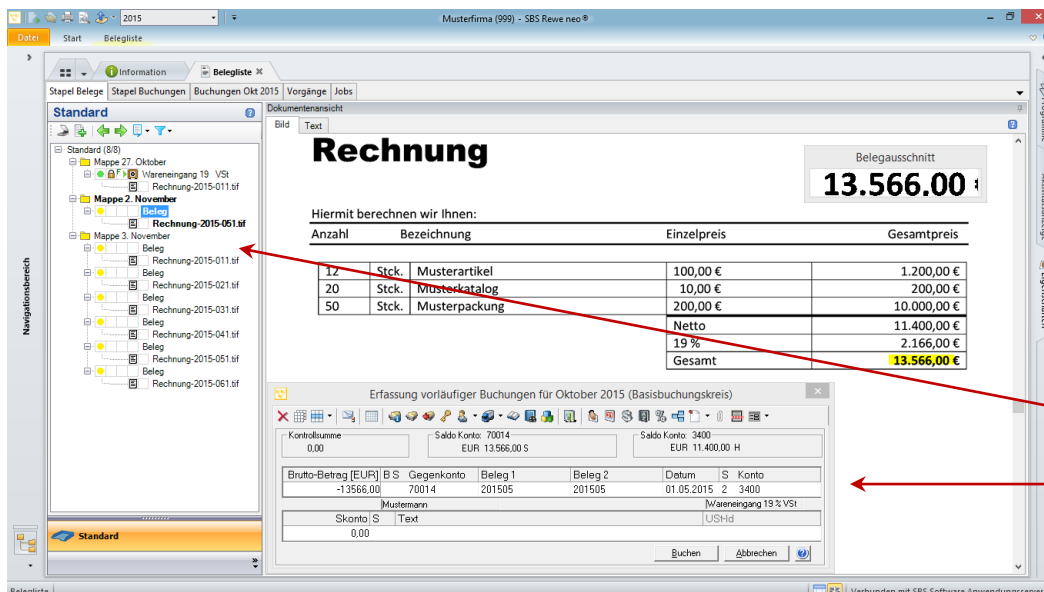 2015
Musterfirma (999) - SBS Rewe neo®
Datei Start Belegliste
Information Belegliste
Stapel Belege Stapel Buchungen Buchungen Okt 2015 Vorgänge Jobs
Standard
Dokumentenansicht
Bild Text
Standard (8/8)
Mappe 27. Oktober
F Wareneingang 19 VSt
Rechnung-2015-011.tif
Mappe 2. November
Beleg
Rechnung-2015-051.tif
Mappe 3. November
Beleg
Rechnung-2015-011.tif
Beleg
Rechnung-2015-021.tif
Beleg
Rechnung-2015-031.tif
Beleg
Rechnung-2015-041.tif
Beleg
Rechnung-2015-051.tif
Beleg
Rechnung-2015-061.tif
Navigationsbereich
Standard
Rechnung
Belegausschnitt
13.566,00 €
Hiermit berechnen wir Ihnen:
Anzahl Bezeichnung Einzelpreis Gesamtpreis
12 Stck. Musterartikel 100,00 € 1.200,00 €
20 Stck. Musterkatalog 10,00 € 200,00 €
50 Stck. Musterpackung 200,00 € 10.000,00 €
Netto 11.400,00 €
19 % 2.166,00 €
Gesamt 13.566,00 €
Erfassung vorläufiger Buchungen für Oktober 2015 (Basisbuchungskreis)
Kontrollsumme Saldo Konto: 70014 Saldo Konto: 3400
0,00 EUR 13.566,00 S EUR 11.400,00 H
Brutto-Betrag [EUR] B S Gegenkonto Beleg 1 Beleg 2 Datum S Konto
-13566,00 70014 201505 201505 01.05.2015 2 3400
Mustermann Wareneingang 19 % VSt
Skonto S Text USt-Id
0,00
Buchen Abbrechen
Belegliste
Verbunden mit SBS Software Anwendungsserver